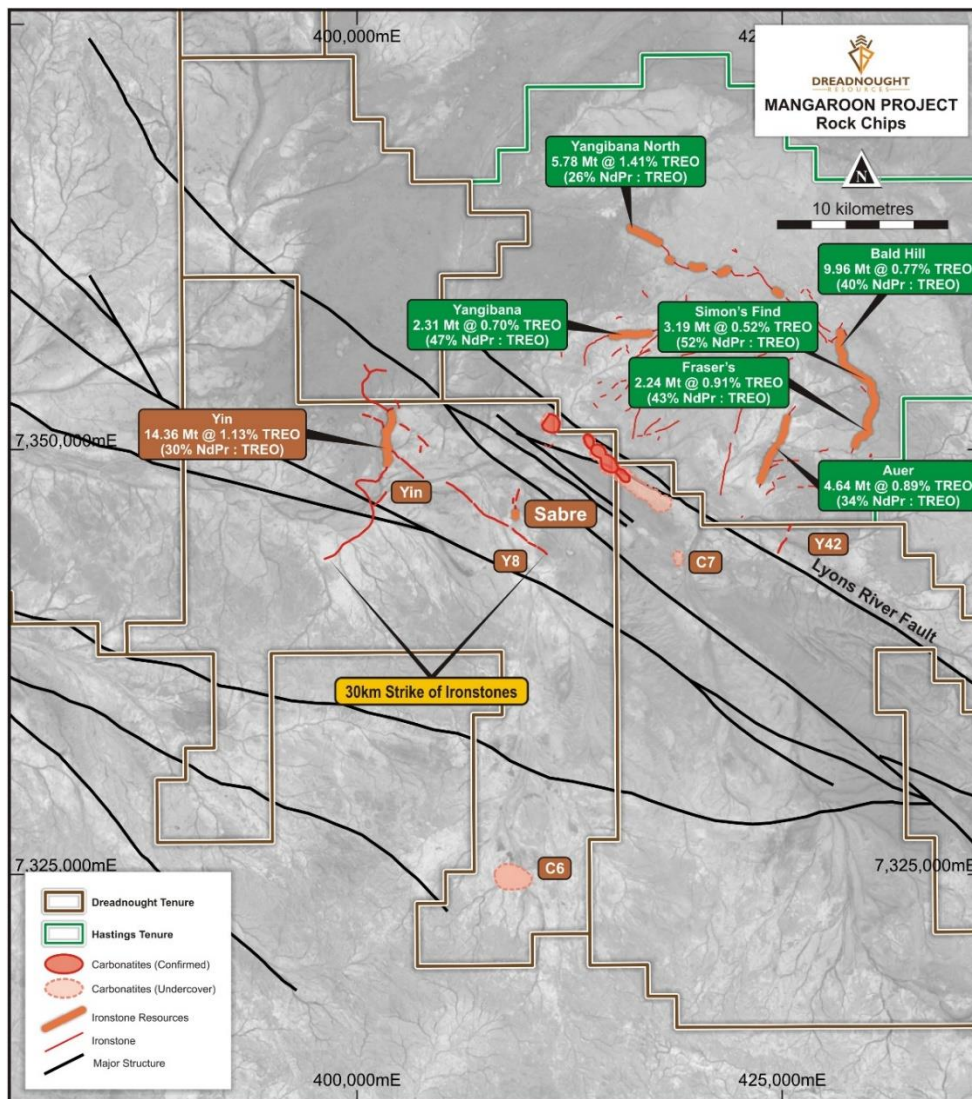 400,000mE
42
DREADNOUGHT
RESOURCES
MANGAROON PROJECT
Rock Chips
N
10 kilometres
Yangibana North
5.78 Mt @ 1.41% TREO
(26% NdPr : TREO)
Bald Hill
9.96 Mt @ 0.77% TREO
(40% NdPr : TREO)
Yangibana
2.31 Mt @ 0.70% TREO
(47% NdPr : TREO)
Simon's Find
3.19 Mt @ 0.52% TREO
(52% NdPr : TREO)
Fraser's
2.24 Mt @ 0.91% TREO
(43% NdPr : TREO)
Yin
14.36 Mt @ 1.13% TREO
(30% NdPr : TREO)
7,350,000mE
Auer
4.64 Mt @ 0.89% TREO
(34% NdPr : TREO)
Yin
Sabre
Y8
C7
Y42
Lyons River Fault
30km Strike of Ironstones
7,325,000mE
7,325,000mE
C6
Dreadnought Tenure
Hastings Tenure
Carbonatites (Confirmed)
Carbonatites (Undercover)
Ironstone Resources
Ironstone
Major Structure
400,000mE
425,000mE